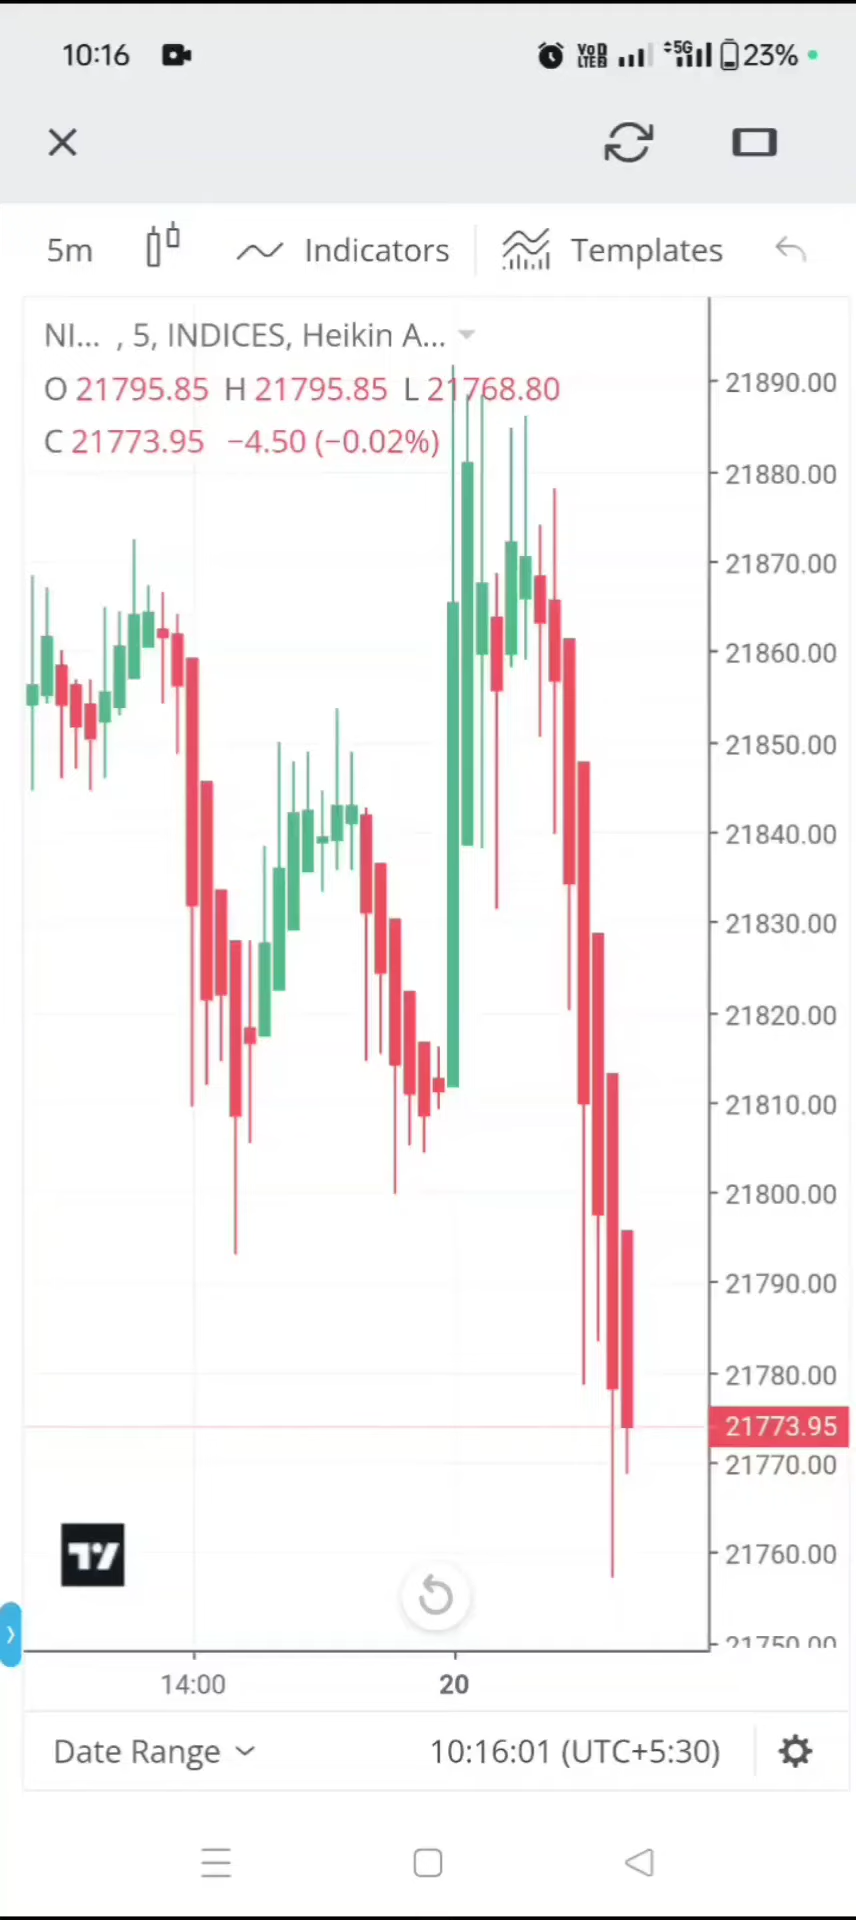 10:16 VoD LTE2 5G 23%
5m Indicators Templates
NI... , 5, INDICES, Heikin A...
O 21795.85 H 21795.85 L 21768.80
C 21773.95 −4.50 (−0.02%)
21890.00
21880.00
21870.00
21860.00
21850.00
21840.00
21830.00
21820.00
21810.00
21800.00
21790.00
21780.00
21773.95
21770.00
21760.00
21750.00
14:00 20
Date Range 10:16:01 (UTC+5:30)